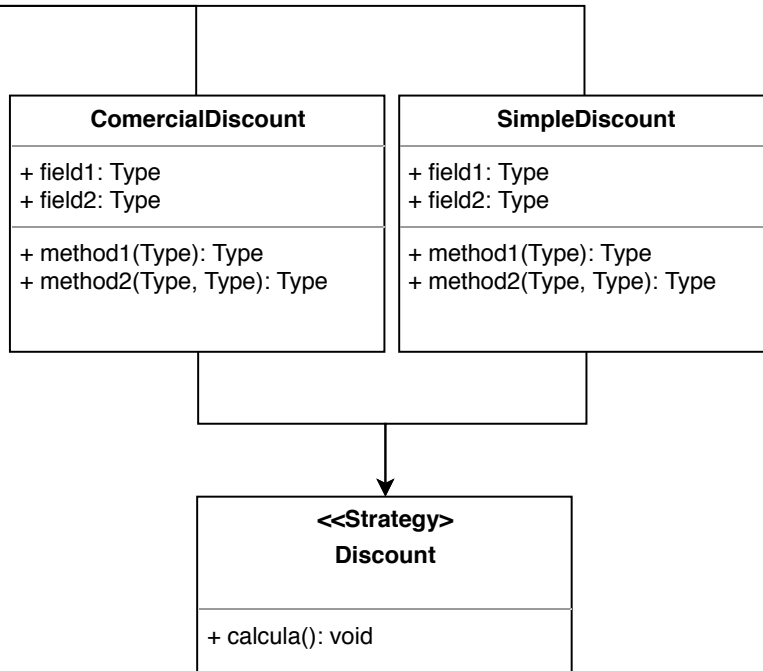 ComercialDiscount
+ field1: Type
+ field2: Type
+ method1(Type): Type
+ method2(Type, Type): Type
SimpleDiscount
+ field1: Type
+ field2: Type
+ method1(Type): Type
+ method2(Type, Type): Type
<<Strategy>
Discount
+ calcula(): void